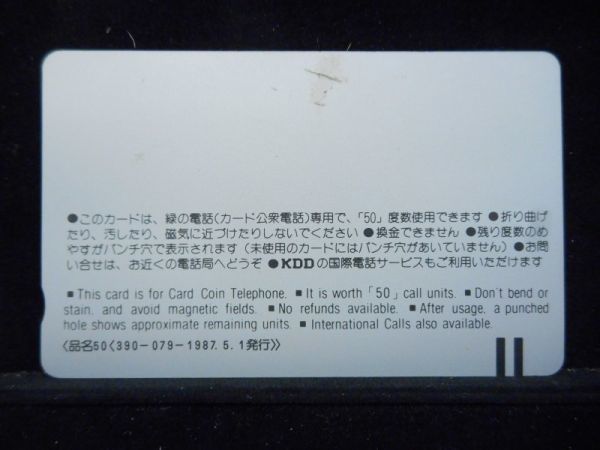 ●このカードは、緑の電話(カード公衆電話)専用で、「50」度数使用できます ●折り曲げ
たり、汚したり、磁気に近づけたりしないでください ●換金できません ●残り度数のめ
やすがパンチ穴で表示されます(未使用のカードにはパンチ穴があいていません) ●お問
い合せは、お近くの電話局へどうぞ ●KDDの国際電話サービスもご利用いただけます
■ This card is for Card Coin Telephone. ■ It is worth「50」call units. ■ Don't bend or
stain, and avoid magnetic fields. ■ No refunds available. ■ After usage, a punched
hole shows approximate remaining units. ■ International Calls also available.
〈品名50〈390-079-1987. 5. 1発行〉〉